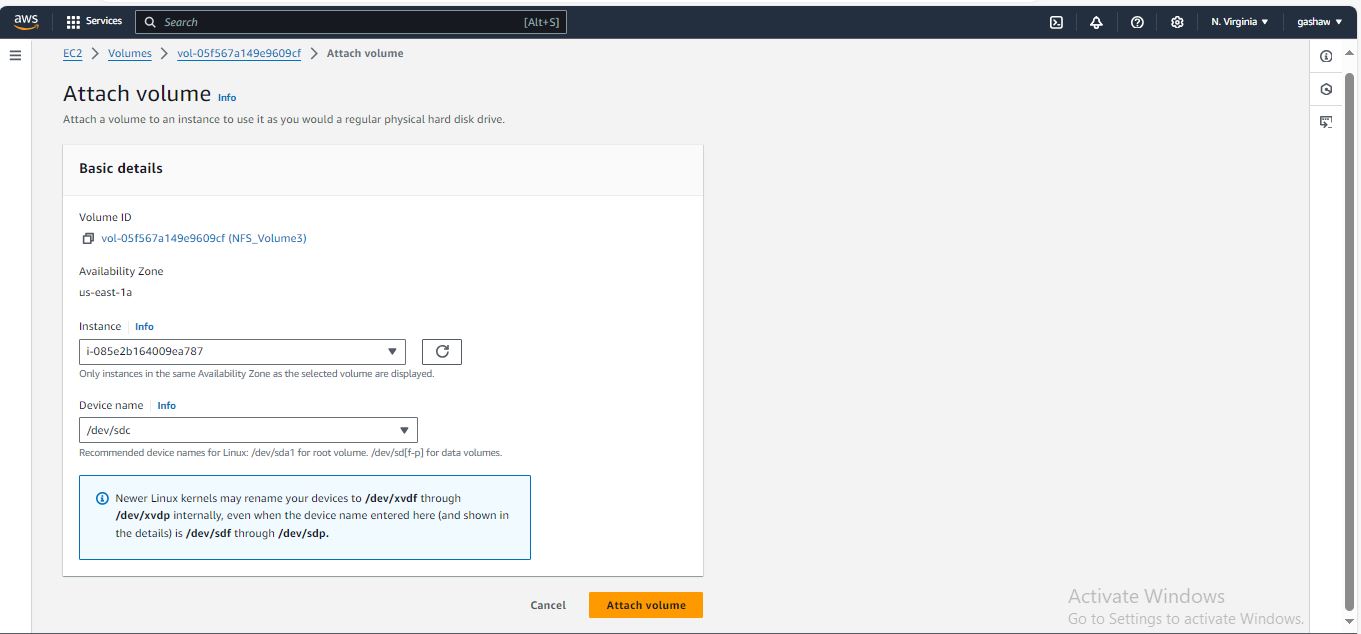 aws
Services
Search [Alt+S]
N. Virginia
gashaw
EC2 > Volumes > vol-05f567a149e9609cf > Attach volume
Attach volume Info
Attach a volume to an instance to use it as you would a regular physical hard disk drive.
Basic details
Volume ID
vol-05f567a149e9609cf (NFS_Volume3)
Availability Zone
us-east-1a
Instance Info
i-085e2b164009ea787
Only instances in the same Availability Zone as the selected volume are displayed.
Device name Info
/dev/sdc
Recommended device names for Linux: /dev/sda1 for root volume. /dev/sd[f-p] for data volumes.
Newer Linux kernels may rename your devices to /dev/xvdf through
/dev/xvdp internally, even when the device name entered here (and shown in
the details) is /dev/sdf through /dev/sdp.
Cancel
Attach volume
Activate Windows
Go to Settings to activate Windows.